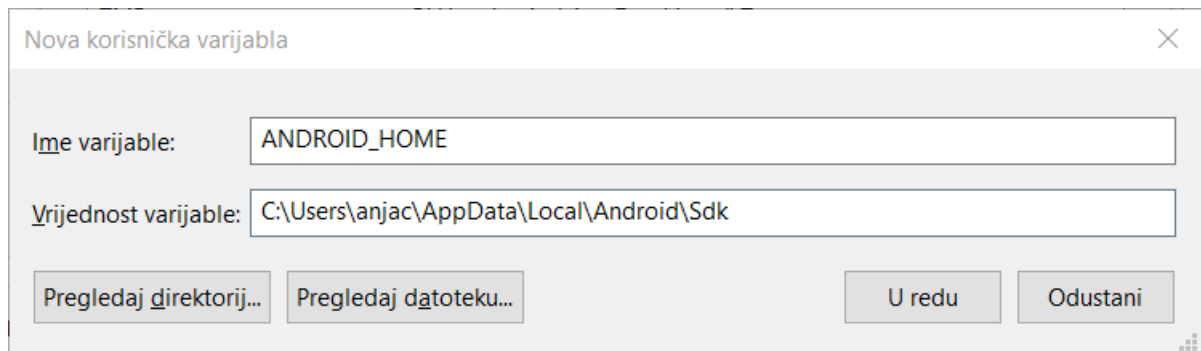 Nova korisnička varijabla
Ime varijable: ANDROID_HOME
Vrijednost varijable: C:\Users\anjac\AppData\Local\Android\Sdk
Pregledaj direktorij... Pregledaj datoteku... U redu Odustani